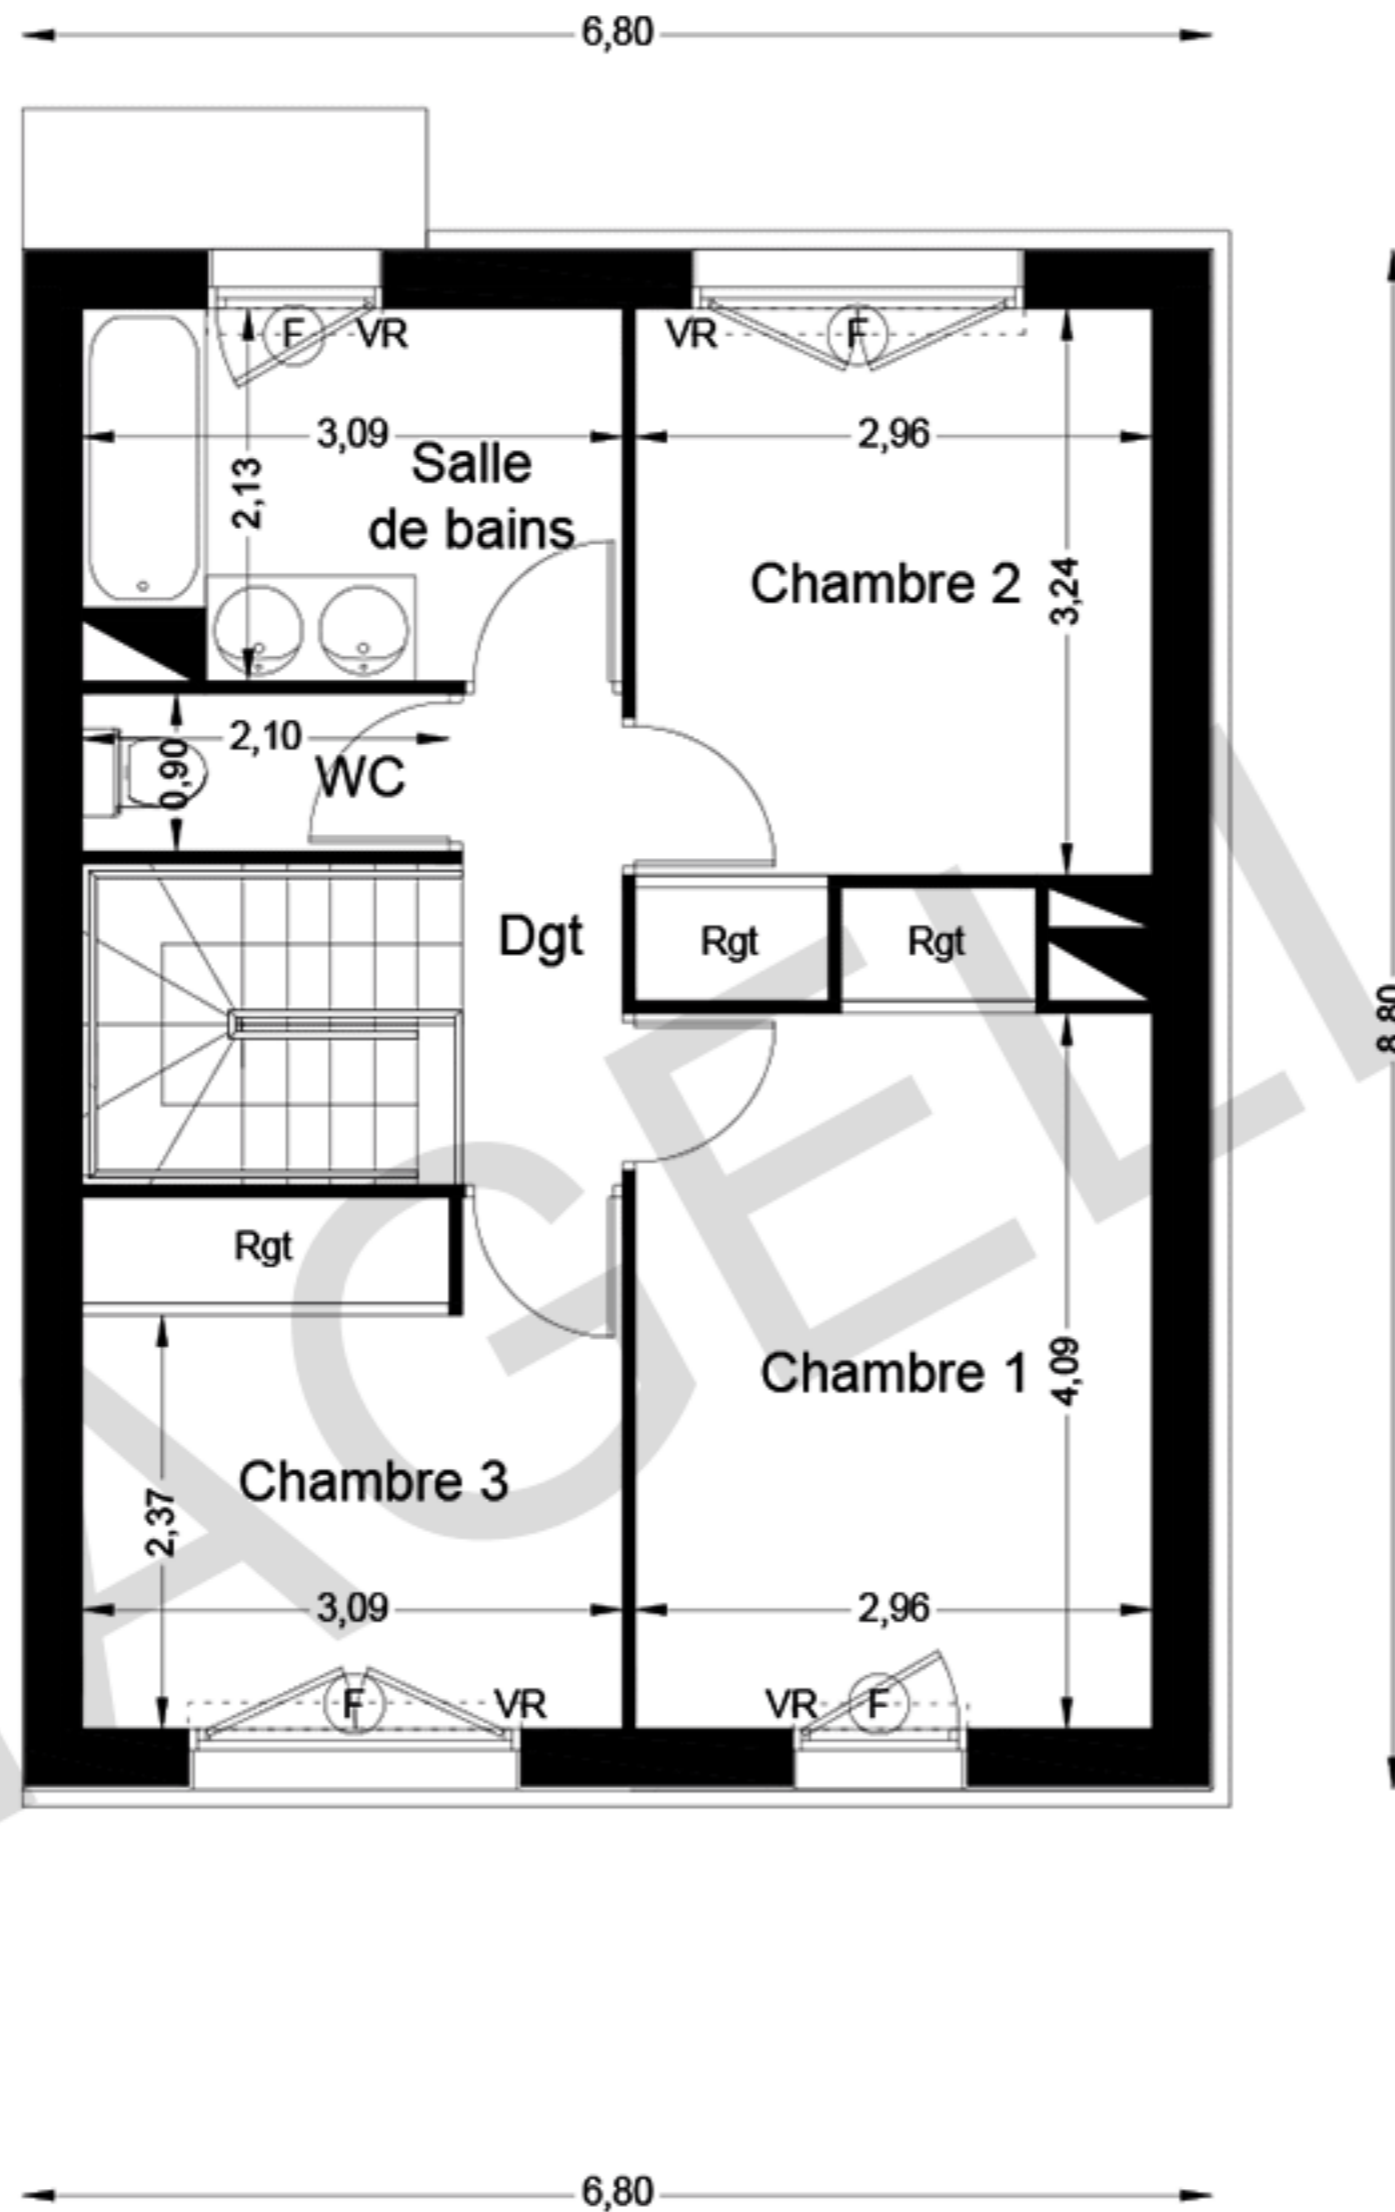 6,80
F
VR
VR
F
3,09
2,96
Salle
de bains
2,13
Chambre 2
3,24
2,10
0,90
WC
Dgt
Rgt
Rgt
8,80
Rgt
Chambre 1
4,09
Chambre 3
2,37
3,09
2,96
F
VR
VR
F
6,80